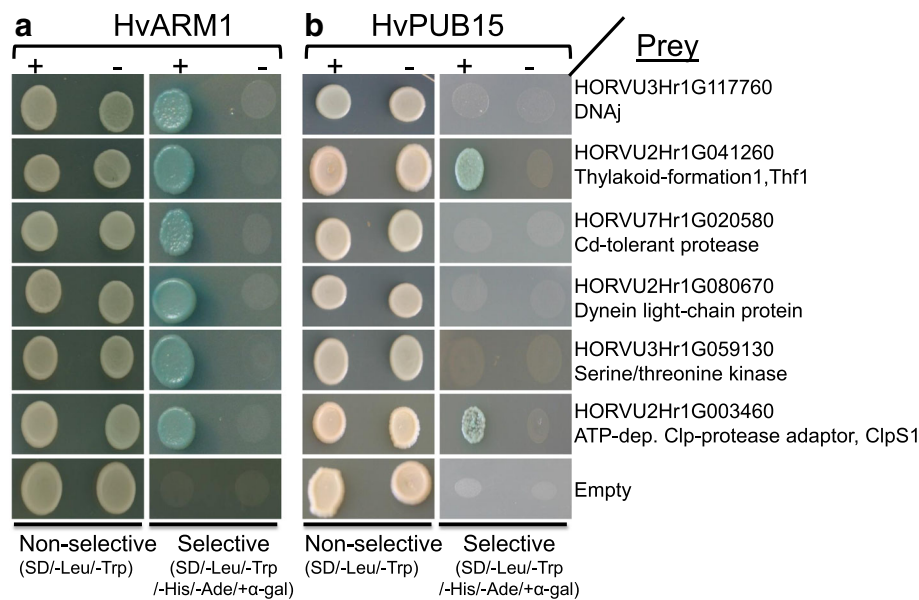 a HvARM1 b HvPUB15
Prey
+ - + - + - + -
HORVU3Hr1G117760
DNAj
HORVU2Hr1G041260
Thylakoid-formation1,Thf1
HORVU7Hr1G020580
Cd-tolerant protease
HORVU2Hr1G080670
Dynein light-chain protein
HORVU3Hr1G059130
Serine/threonine kinase
HORVU2Hr1G003460
ATP-dep. Clp-protease adaptor, ClpS1
Empty
Non-selective Selective Non-selective Selective
(SD/-Leu/-Trp) (SD/-Leu/-Trp (SD/-Leu/-Trp) (SD/-Leu/-Trp
/-His/-Ade/+α-gal) /-His/-Ade/+α-gal)